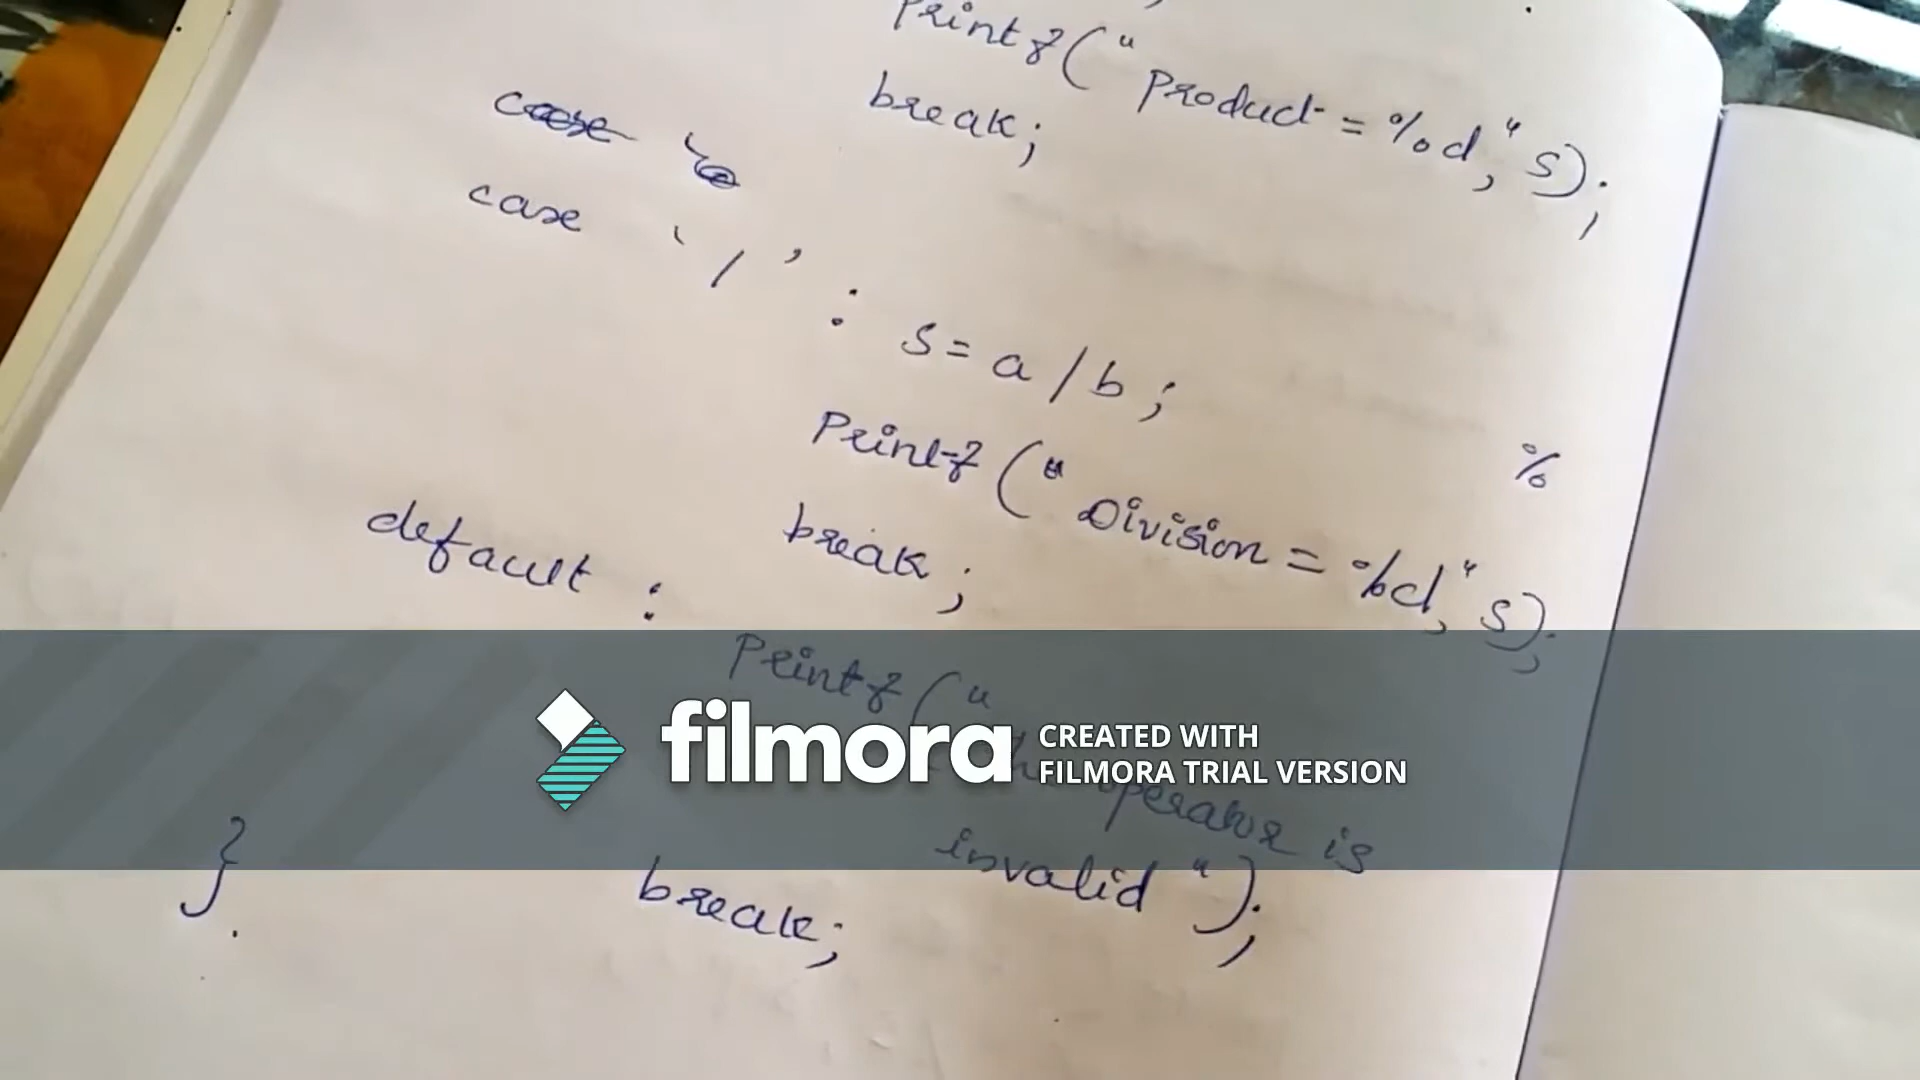 Printf(" Product = %d," s);
break;
case
case '/' : s = a / b ;
%
Printf (" Division = %d," s);
break ;
default :
Printf ("
filmora CREATED WITH
FILMORA TRIAL VERSION
operator is
invalid ");
break;
}